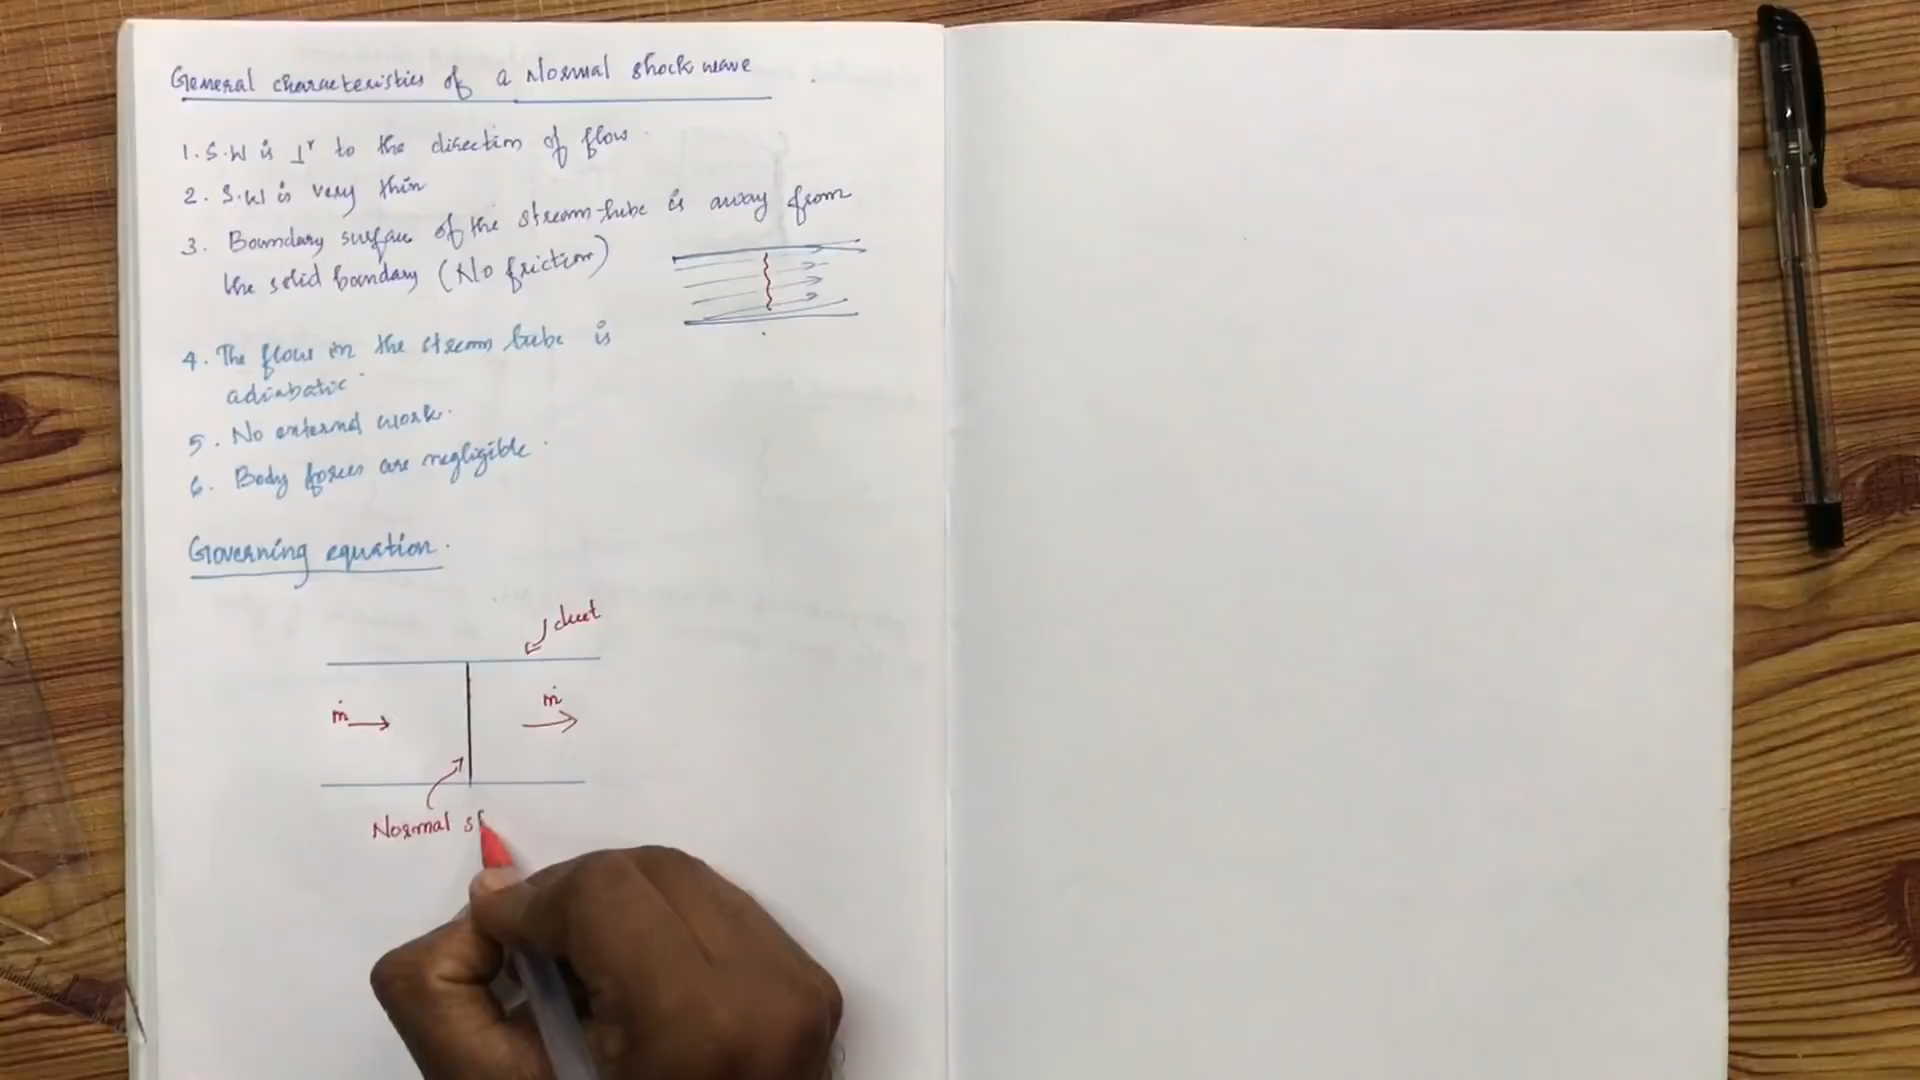 General characteristics of a Normal shock wave
1. S.W is ⊥r to the direction of flow.
2. S.W is very thin
3. Boundary surface of the stream-tube is away from
the solid boundary (No friction)
4. The flow in the stream tube is
adiabatic.
5. No external work.
6. Body forces are negligible.
Governing equation.
duct
ṁ
ṁ
Normal sh